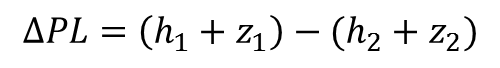 ΔPL = (h₁ + z₁) − (h₂ + z₂)